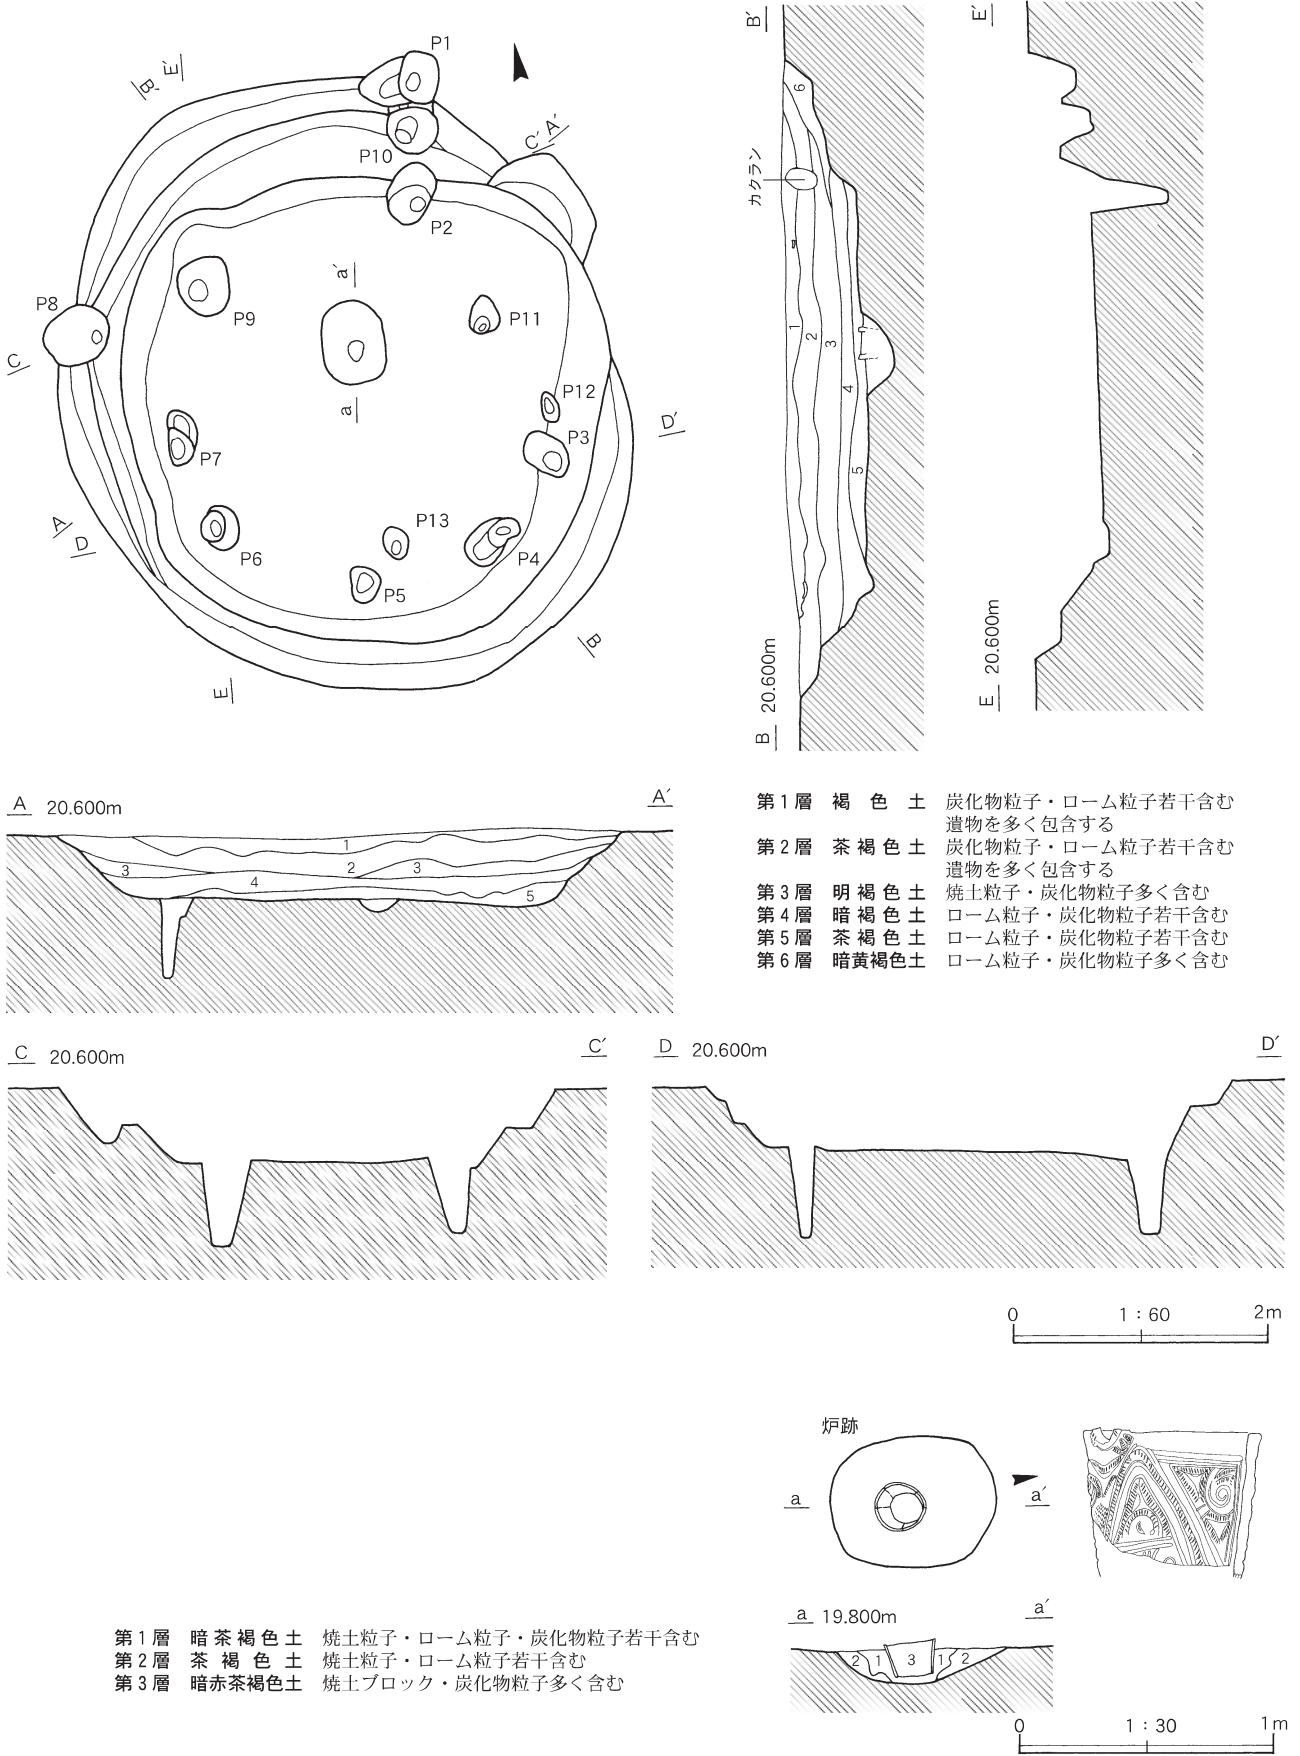 P1
P10
P2
P8
P9
P11
P12
P3
P7
P13
P6
P4
P5
B'
E'
C'
A'
a'
a
C
D'
A
D
B
E
B'
カクラン
6
1
2
3
4
5
B 20.600m
E'
E 20.600m
A 20.600m
A'
1
3
2
3
4
5
第1層 褐色土 炭化物粒子・ローム粒子若干含む
遺物を多く包含する
第2層 茶褐色土 炭化物粒子・ローム粒子若干含む
遺物を多く包含する
第3層 明褐色土 焼土粒子・炭化物粒子多く含む
第4層 暗褐色土 ローム粒子・炭化物粒子若干含む
第5層 茶褐色土 ローム粒子・炭化物粒子若干含む
第6層 暗黄褐色土 ローム粒子・炭化物粒子多く含む
C 20.600m
C'
D 20.600m
D'
0 1:60 2m
炉跡
a
a'
a 19.800m
a'
2 1 3 1 2
第1層 暗茶褐色土 焼土粒子・ローム粒子・炭化物粒子若干含む
第2層 茶褐色土 焼土粒子・ローム粒子若干含む
第3層 暗赤茶褐色土 焼土ブロック・炭化物粒子多く含む
0 1:30 1m